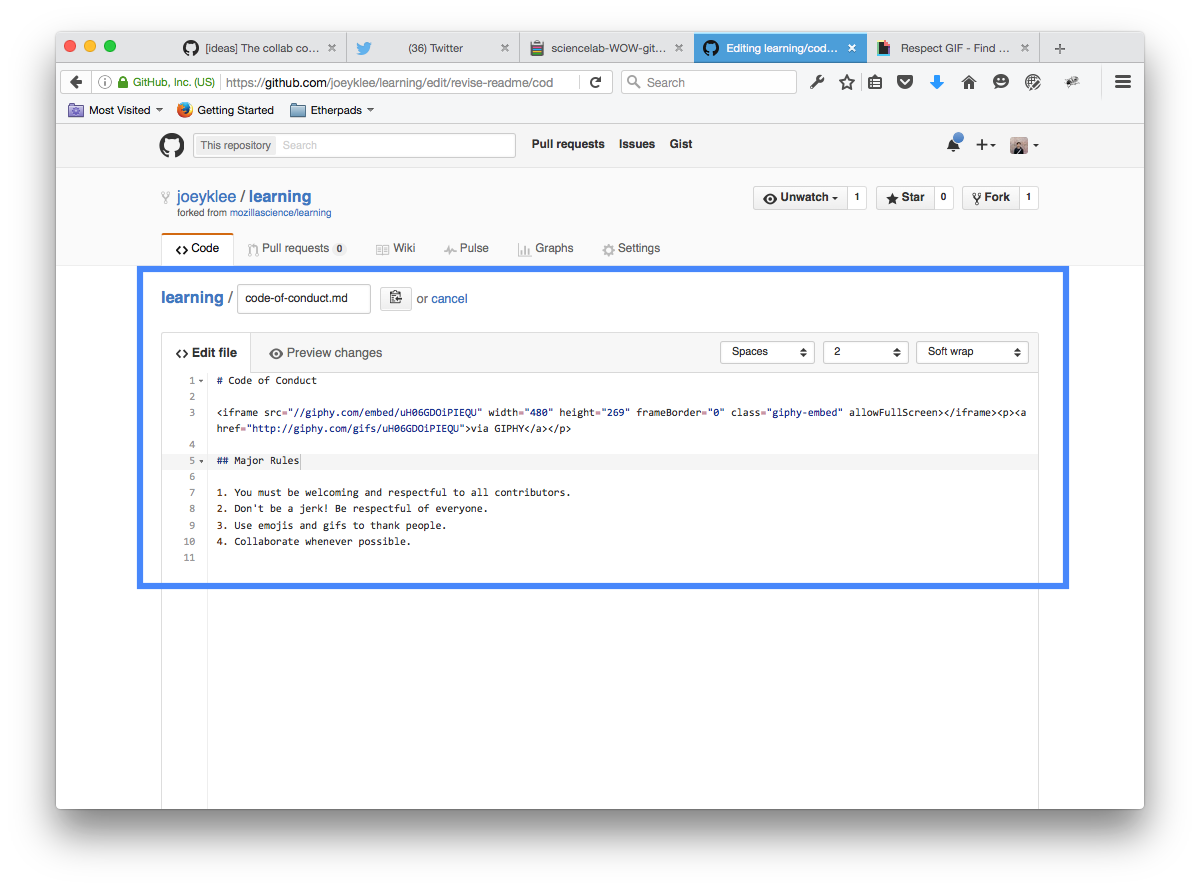 [ideas] The collab co... (36) Twitter sciencelab-WOW-git... Editing learning/cod... Respect GIF - Find ...
GitHub, Inc. (US) https://github.com/joeyklee/learning/edit/revise-readme/cod Search
Most Visited Getting Started Etherpads
This repository Search Pull requests Issues Gist
joeyklee / learning Unwatch 1 Star 0 Fork 1
forked from mozillascience/learning
Code Pull requests 0 Wiki Pulse Graphs Settings
learning / code-of-conduct.md or cancel
Edit file Preview changes Spaces 2 Soft wrap
1 # Code of Conduct
2
3 <iframe src="//giphy.com/embed/uH06GDOiPIEQU" width="480" height="269" frameBorder="0" class="giphy-embed" allowFullScreen></iframe><p><a
href="http://giphy.com/gifs/uH06GDOiPIEQU">via GIPHY</a></p>
4
5 ## Major Rules
6
7 1. You must be welcoming and respectful to all contributors.
8 2. Don't be a jerk! Be respectful of everyone.
9 3. Use emojis and gifs to thank people.
10 4. Collaborate whenever possible.
11